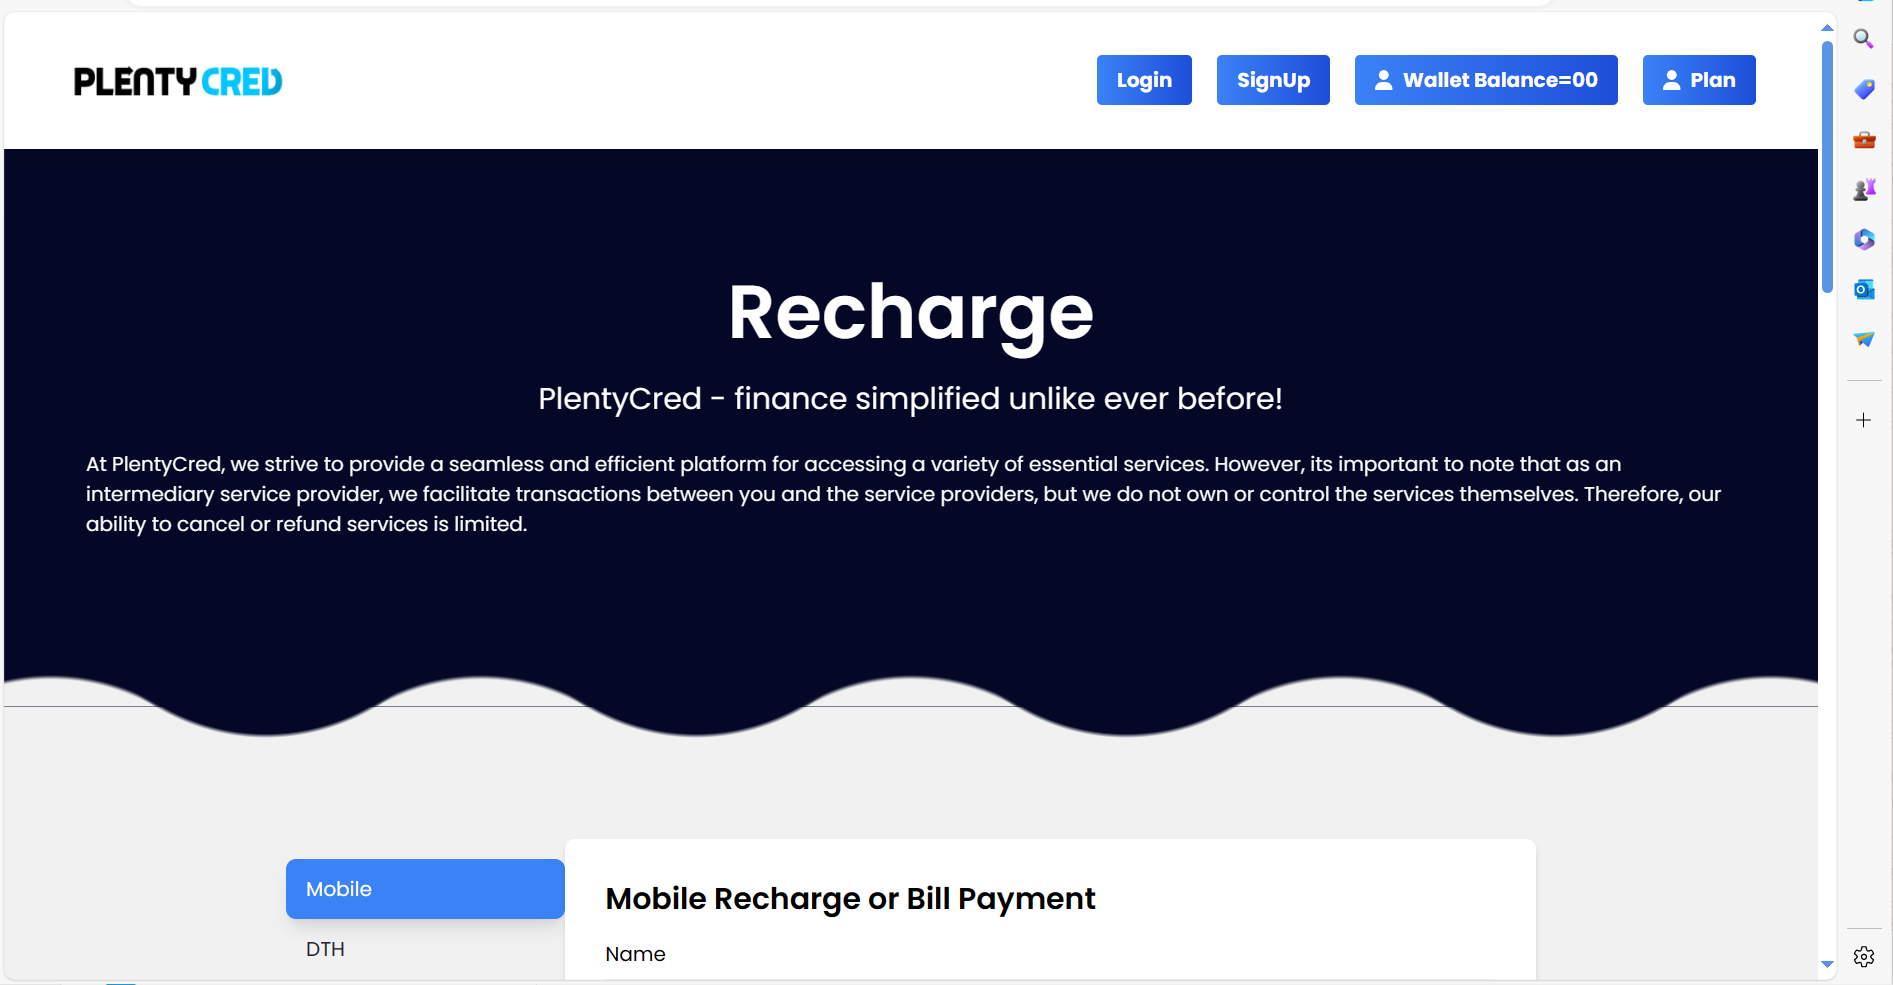 PLENTYCRED
Login
SignUp
Wallet Balance=00
Plan
Recharge
PlentyCred - finance simplified unlike ever before!
At PlentyCred, we strive to provide a seamless and efficient platform for accessing a variety of essential services. However, its important to note that as an
intermediary service provider, we facilitate transactions between you and the service providers, but we do not own or control the services themselves. Therefore, our
ability to cancel or refund services is limited.
Mobile
DTH
Mobile Recharge or Bill Payment
Name